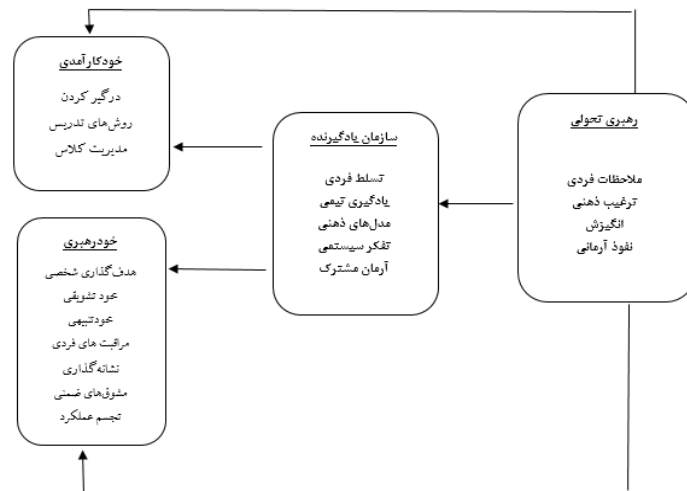 رهبری تحولی
ملاحظات فردی
ترغیب ذهنی
انگیزش
نفوذ آرمانی
سازمان یادگیرنده
تسلط فردی
یادگیری تیمی
مدل‌های ذهنی
تفکر سیستمی
آرمان مشترک
خودکارآمدی
درگیر کردن
روش‌های تدریس
مدیریت کلاس
خودرهبری
هدف‌گذاری شخصی
خود تشویقی
خودتنبیهی
مراقبت های فردی
نشانه‌گذاری
مشوق‌های ضمنی
تجسم عملکرد